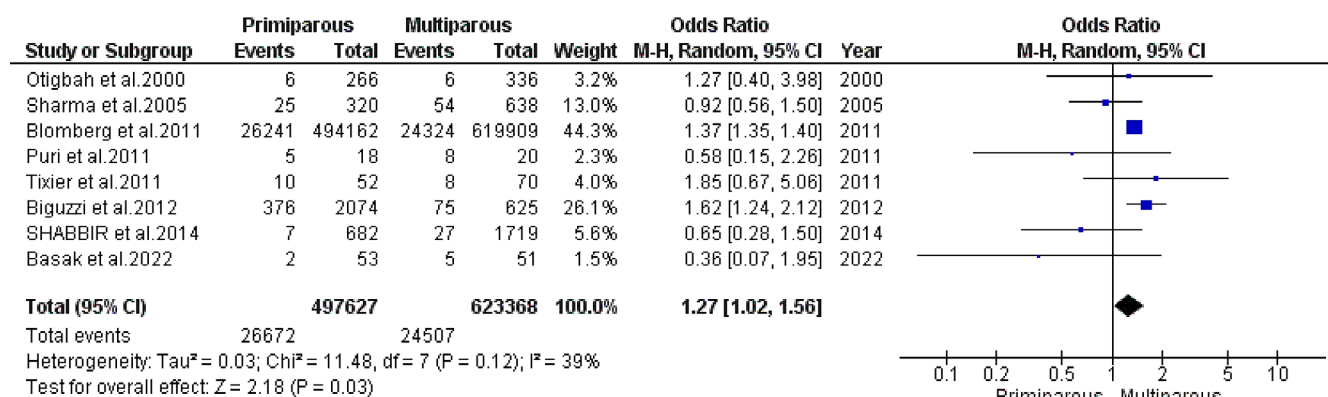 Primiparous Multiparous Odds Ratio Odds Ratio
Study or Subgroup Events Total Events Total Weight M-H, Random, 95% CI Year M-H, Random, 95% CI
Otigbah et al.2000 6 266 6 336 3.2% 1.27 [0.40, 3.98] 2000
Sharma et al.2005 25 320 54 638 13.0% 0.92 [0.56, 1.50] 2005
Blomberg et al.2011 26241 494162 24324 619909 44.3% 1.37 [1.35, 1.40] 2011
Puri et al.2011 5 18 8 20 2.3% 0.58 [0.15, 2.26] 2011
Tixier et al.2011 10 52 8 70 4.0% 1.85 [0.67, 5.06] 2011
Biguzzi et al.2012 376 2074 75 625 26.1% 1.62 [1.24, 2.12] 2012
SHABBIR et al.2014 7 682 27 1719 5.6% 0.65 [0.28, 1.50] 2014
Basak et al.2022 2 53 5 51 1.5% 0.36 [0.07, 1.95] 2022
Total (95% CI) 497627 623368 100.0% 1.27 [1.02, 1.56]
Total events 26672 24507
Heterogeneity: Tau² = 0.03; Chi² = 11.48, df = 7 (P = 0.12); I² = 39%
Test for overall effect: Z = 2.18 (P = 0.03)
0.1 0.2 0.5 1 2 5 10
Primiparous Multiparous